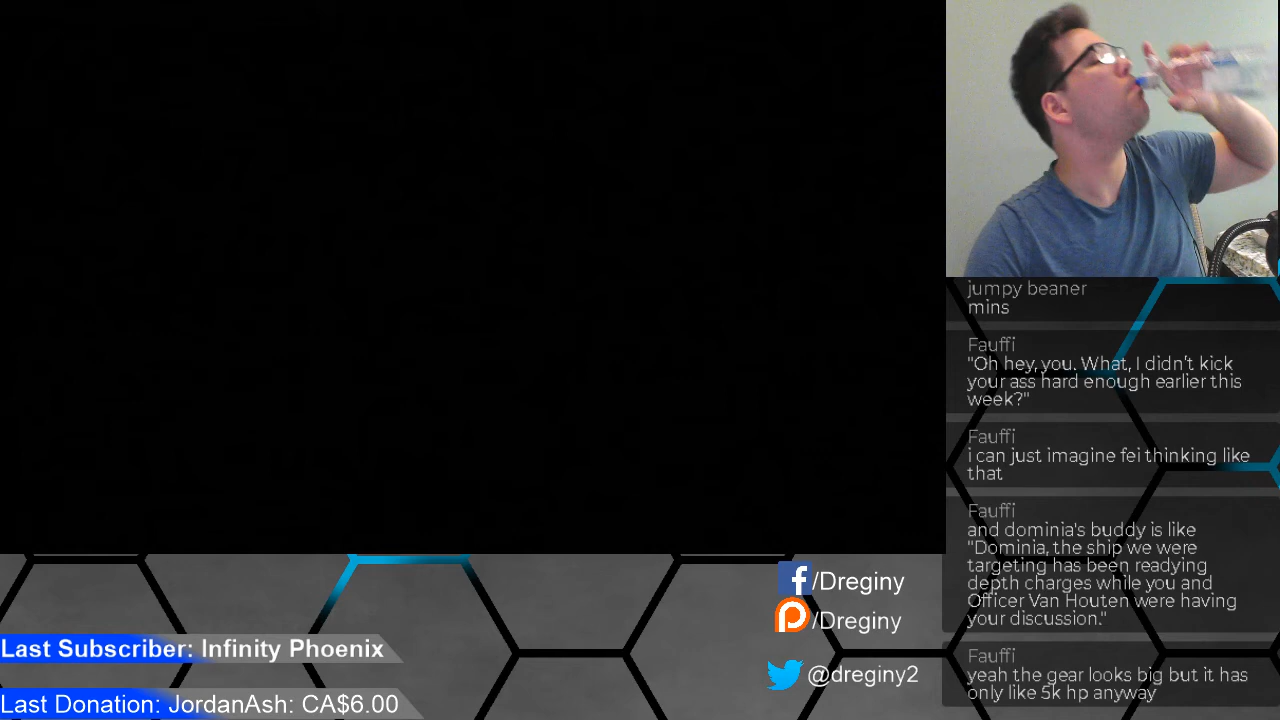 jumpy beaner
mins
Fauffi
"Oh hey, you. What, I didn't kick
your ass hard enough earlier this
week?"
Fauffi
i can just imagine fei thinking like
that
Fauffi
and dominia's buddy is like
"Dominia, the ship we were
targeting has been readying
depth charges while you and
Officer Van Houten were having
your discussion."
Fauffi
yeah the gear looks big but it has
only like 5k hp anyway
/Dreginy
/Dreginy
@dreginy2
Last Subscriber: Infinity Phoenix
Last Donation: JordanAsh: CA$6.00